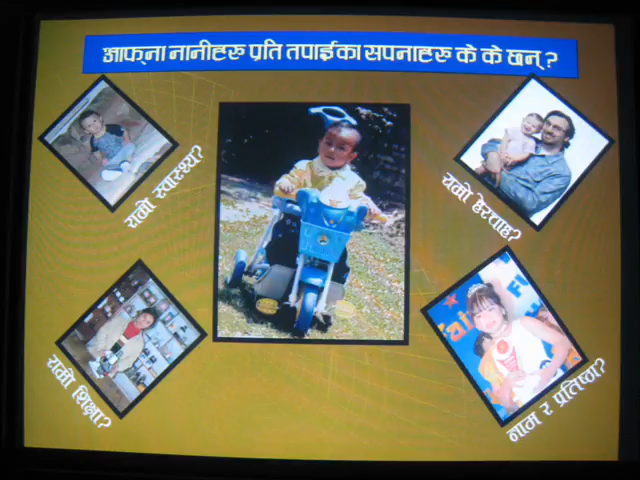 आफ्ना नानीहरू प्रति तपाईका सपनाहरू के के छन् ?
राम्रो स्वास्थ्य?
राम्रो हेरचाह?
राम्रो शिक्षा?
नाम र प्रतिष्ठा?